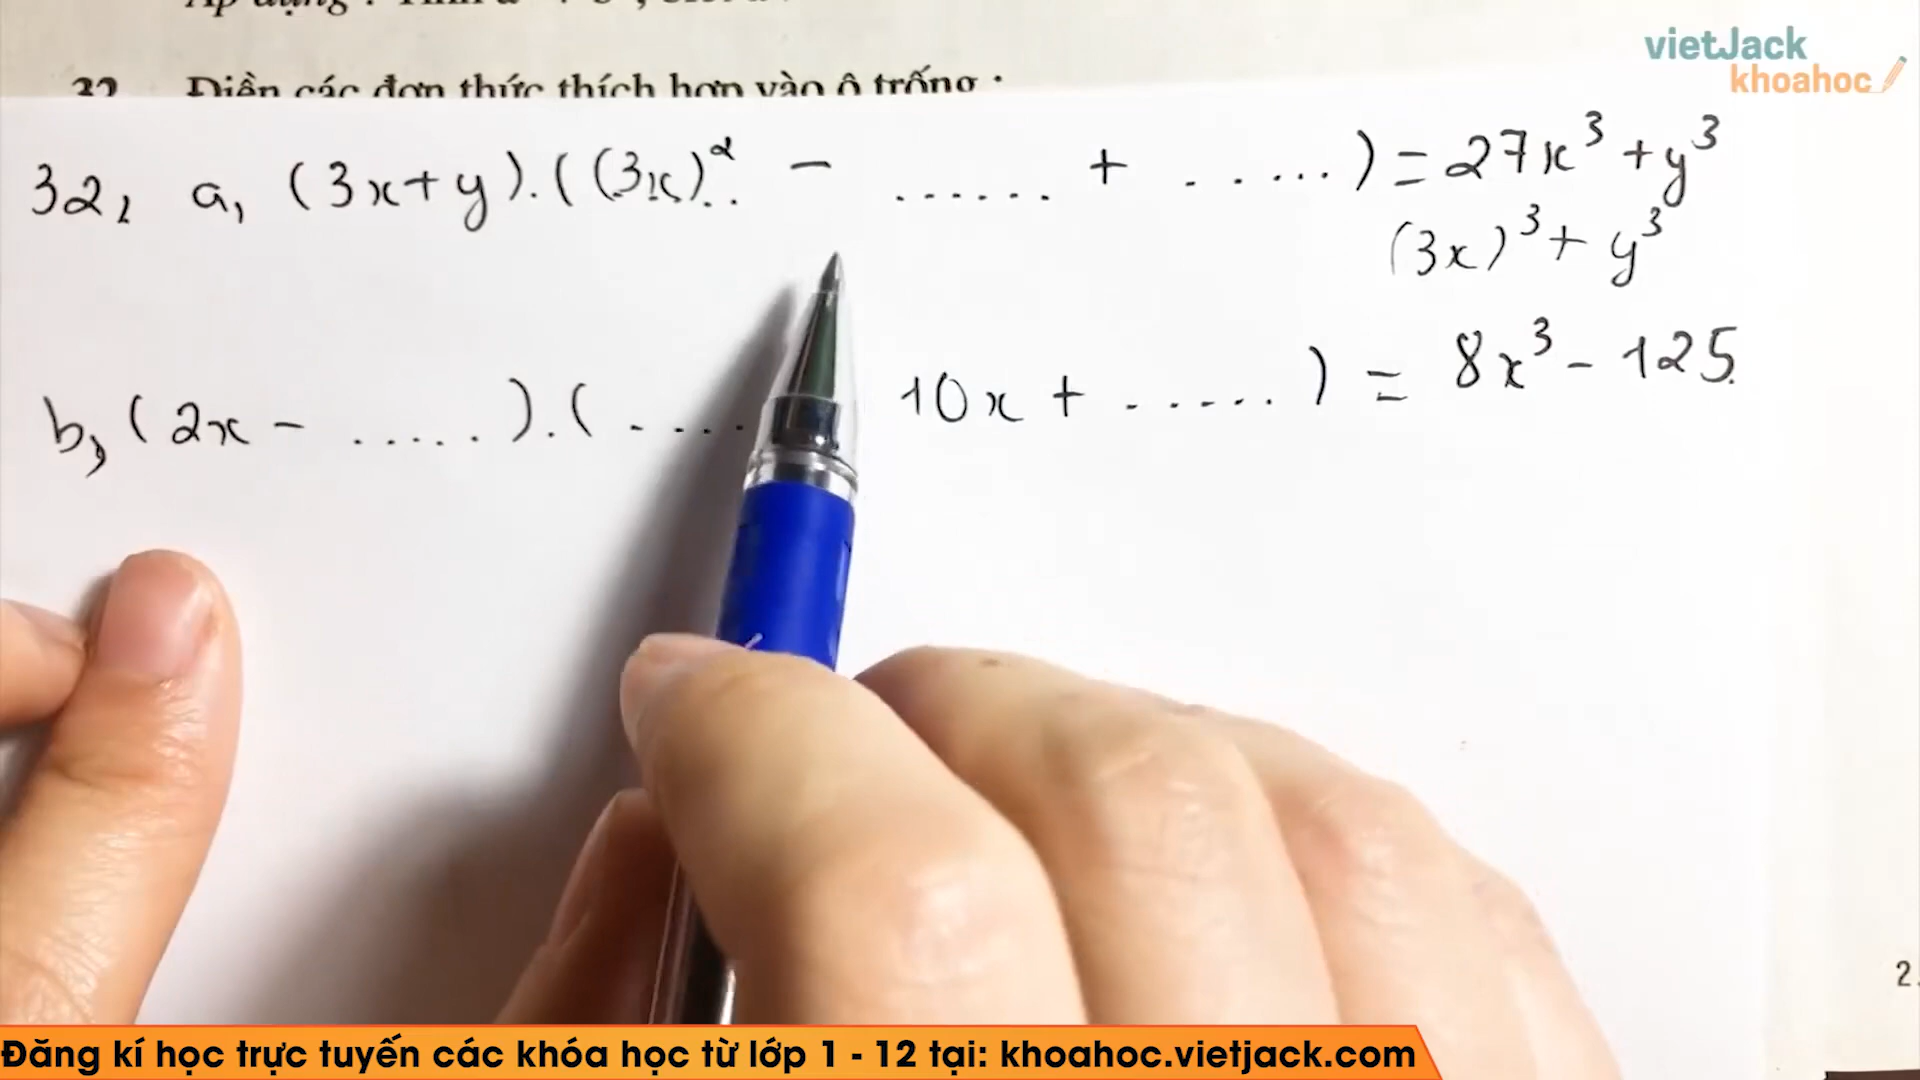 vietJack
khoahoc
32 Điền các đơn thức thích hợp vào ô trống :
32, a, (3x+y).((3x)².. - ...... + ......) = 27x³ + y³
(3x)³ + y³
b, (2x - .....).( .... 10x + ..... ) = 8x³ - 125
2.
Đăng kí học trực tuyến các khóa học từ lớp 1 - 12 tại: khoahoc.vietjack.com